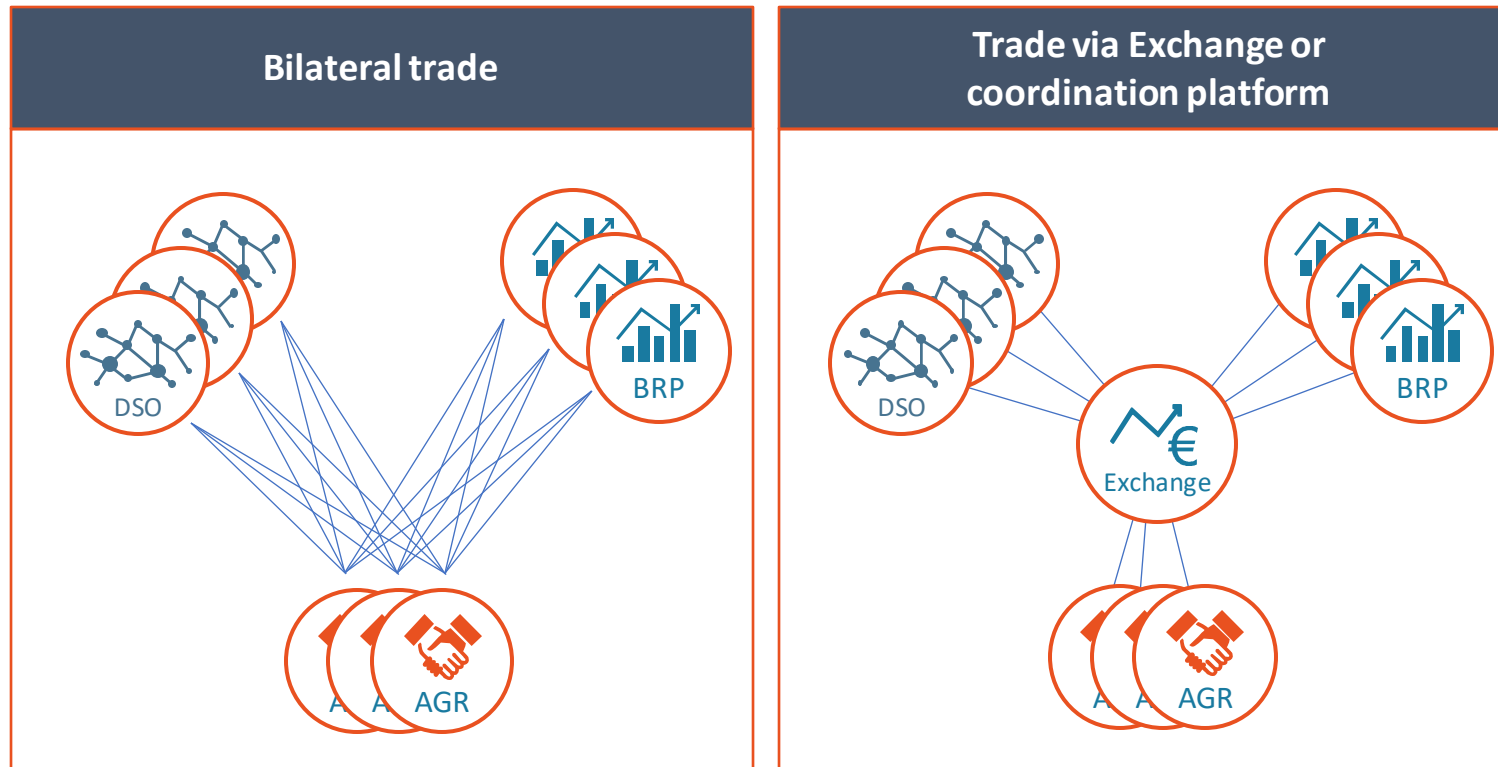 Bilateral trade
DSO
BRP
A
A
AGR
Trade via Exchange or
coordination platform
DSO
BRP
€
Exchange
A
A
AGR